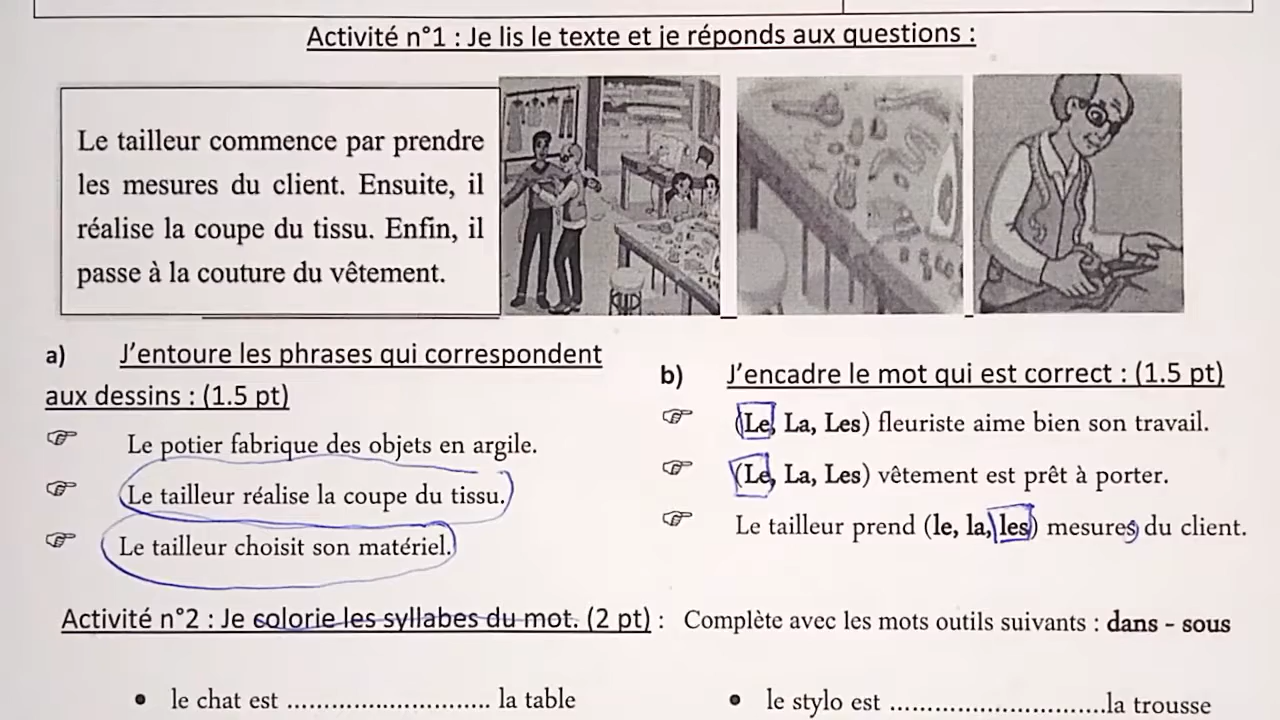 Activité n°1 : Je lis le texte et je réponds aux questions :
Le tailleur commence par prendre
les mesures du client. Ensuite, il
réalise la coupe du tissu. Enfin, il
passe à la couture du vêtement.
a) J'entoure les phrases qui correspondent
aux dessins : (1.5 pt)
Le potier fabrique des objets en argile.
Le tailleur réalise la coupe du tissu.
Le tailleur choisit son matériel.
b) J'encadre le mot qui est correct : (1.5 pt)
(Le, La, Les) fleuriste aime bien son travail.
(Le, La, Les) vêtement est prêt à porter.
Le tailleur prend (le, la, les) mesures du client.
Activité n°2 : Je colorie les syllabes du mot. (2 pt) : Complète avec les mots outils suivants : dans - sous
• le chat est ............................ la table
• le stylo est ..............................la trousse